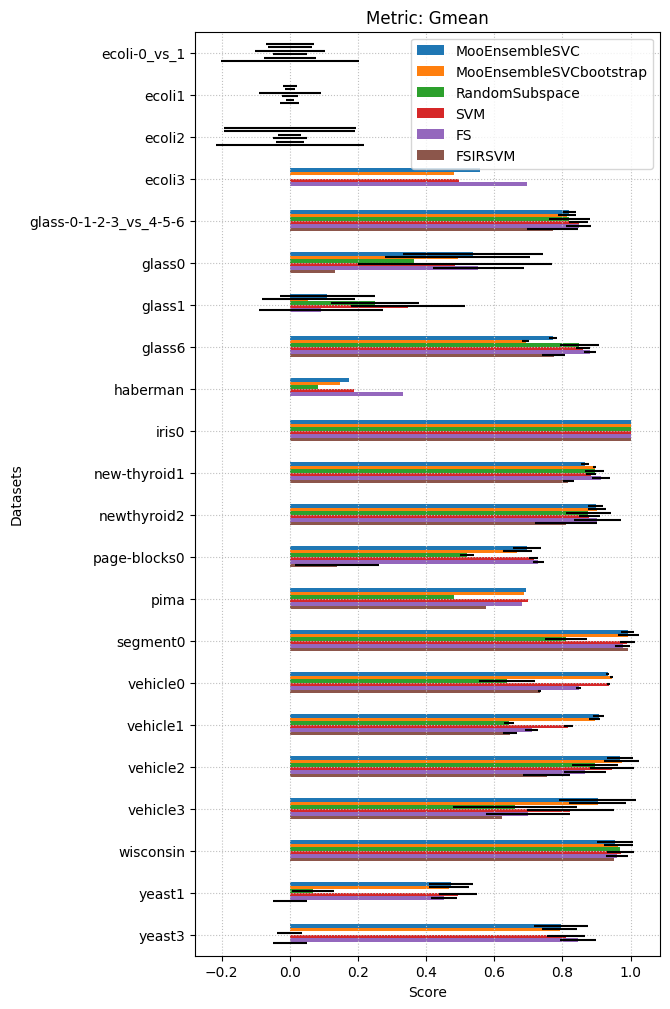 Metric: Gmean
MooEnsembleSVC
MooEnsembleSVCbootstrap
RandomSubspace
SVM
FS
FSIRSVM
Datasets
ecoli-0_vs_1
ecoli1
ecoli2
ecoli3
glass-0-1-2-3_vs_4-5-6
glass0
glass1
glass6
haberman
iris0
new-thyroid1
newthyroid2
page-blocks0
pima
segment0
vehicle0
vehicle1
vehicle2
vehicle3
wisconsin
yeast1
yeast3
−0.2 0.0 0.2 0.4 0.6 0.8 1.0
Score